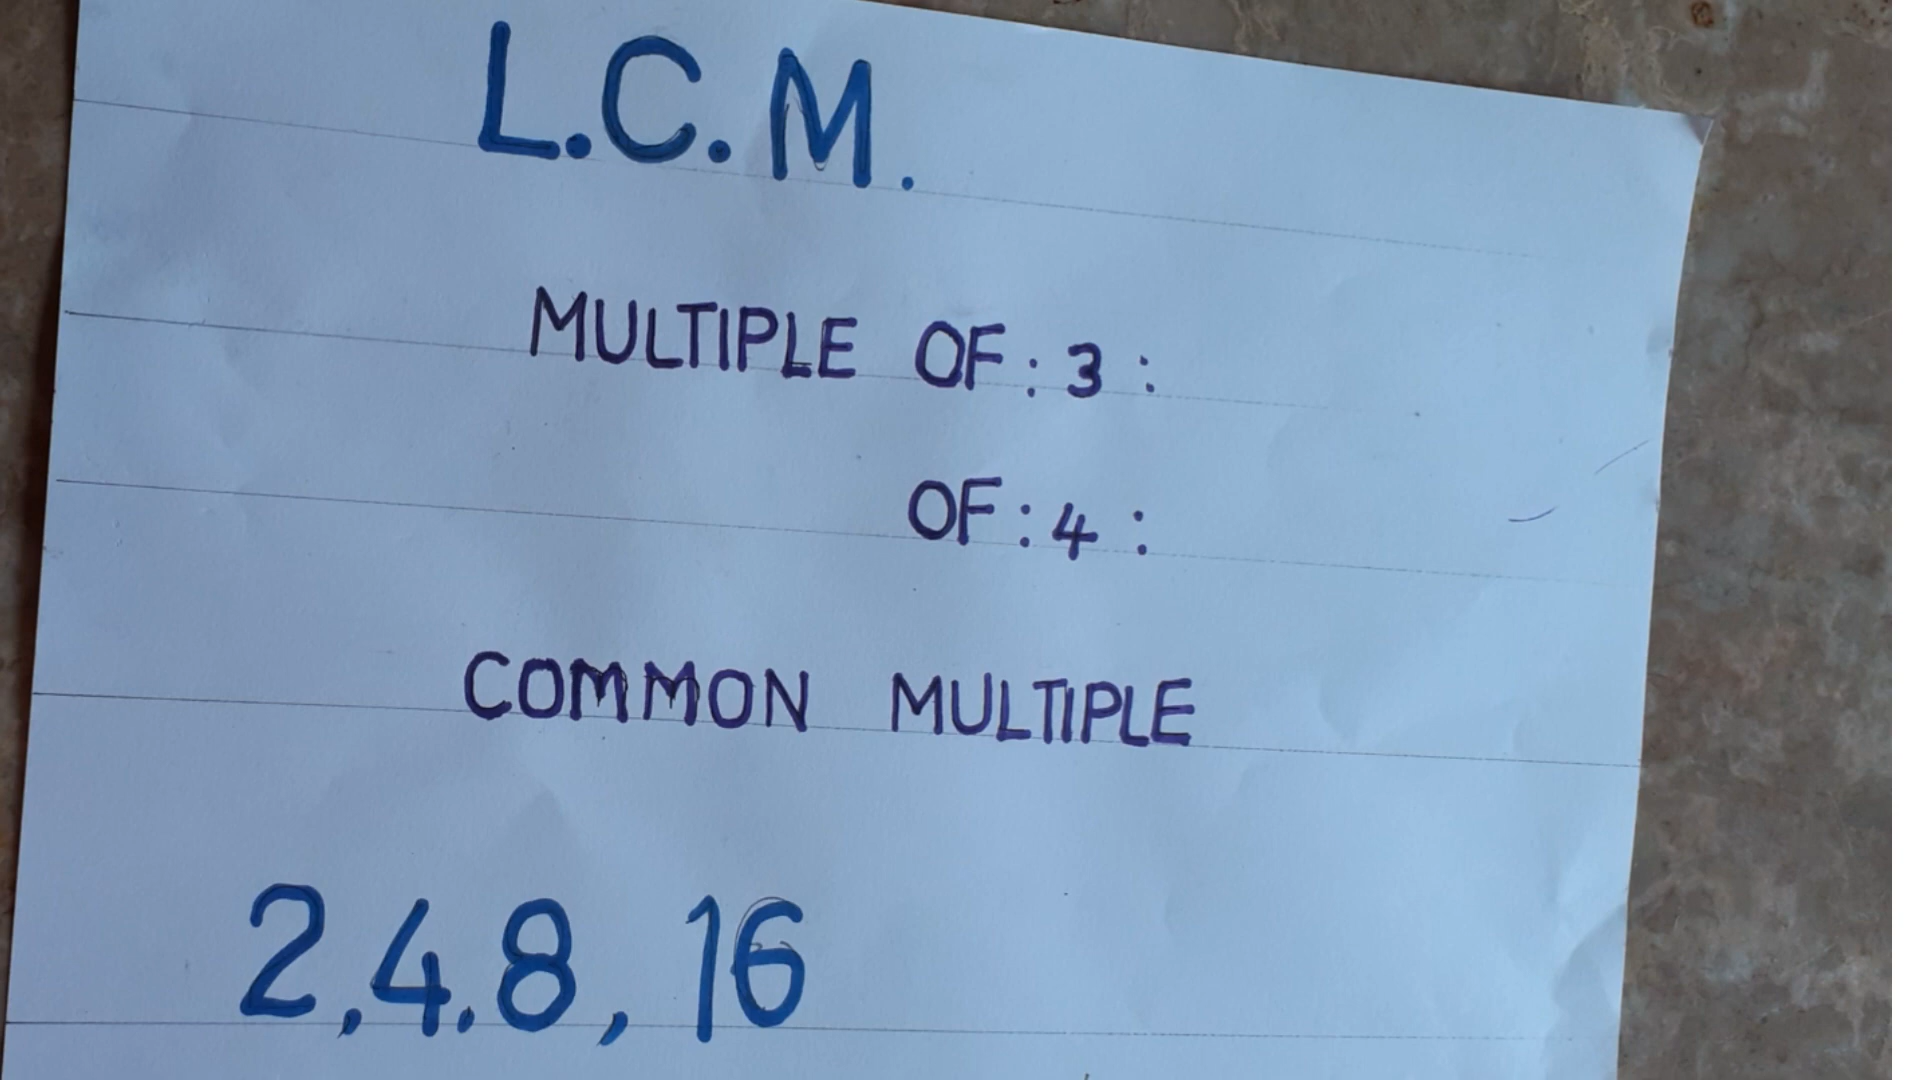 L.C.M.
MULTIPLE OF: 3 :
OF: 4 :
COMMON MULTIPLE
2,4.8, 16